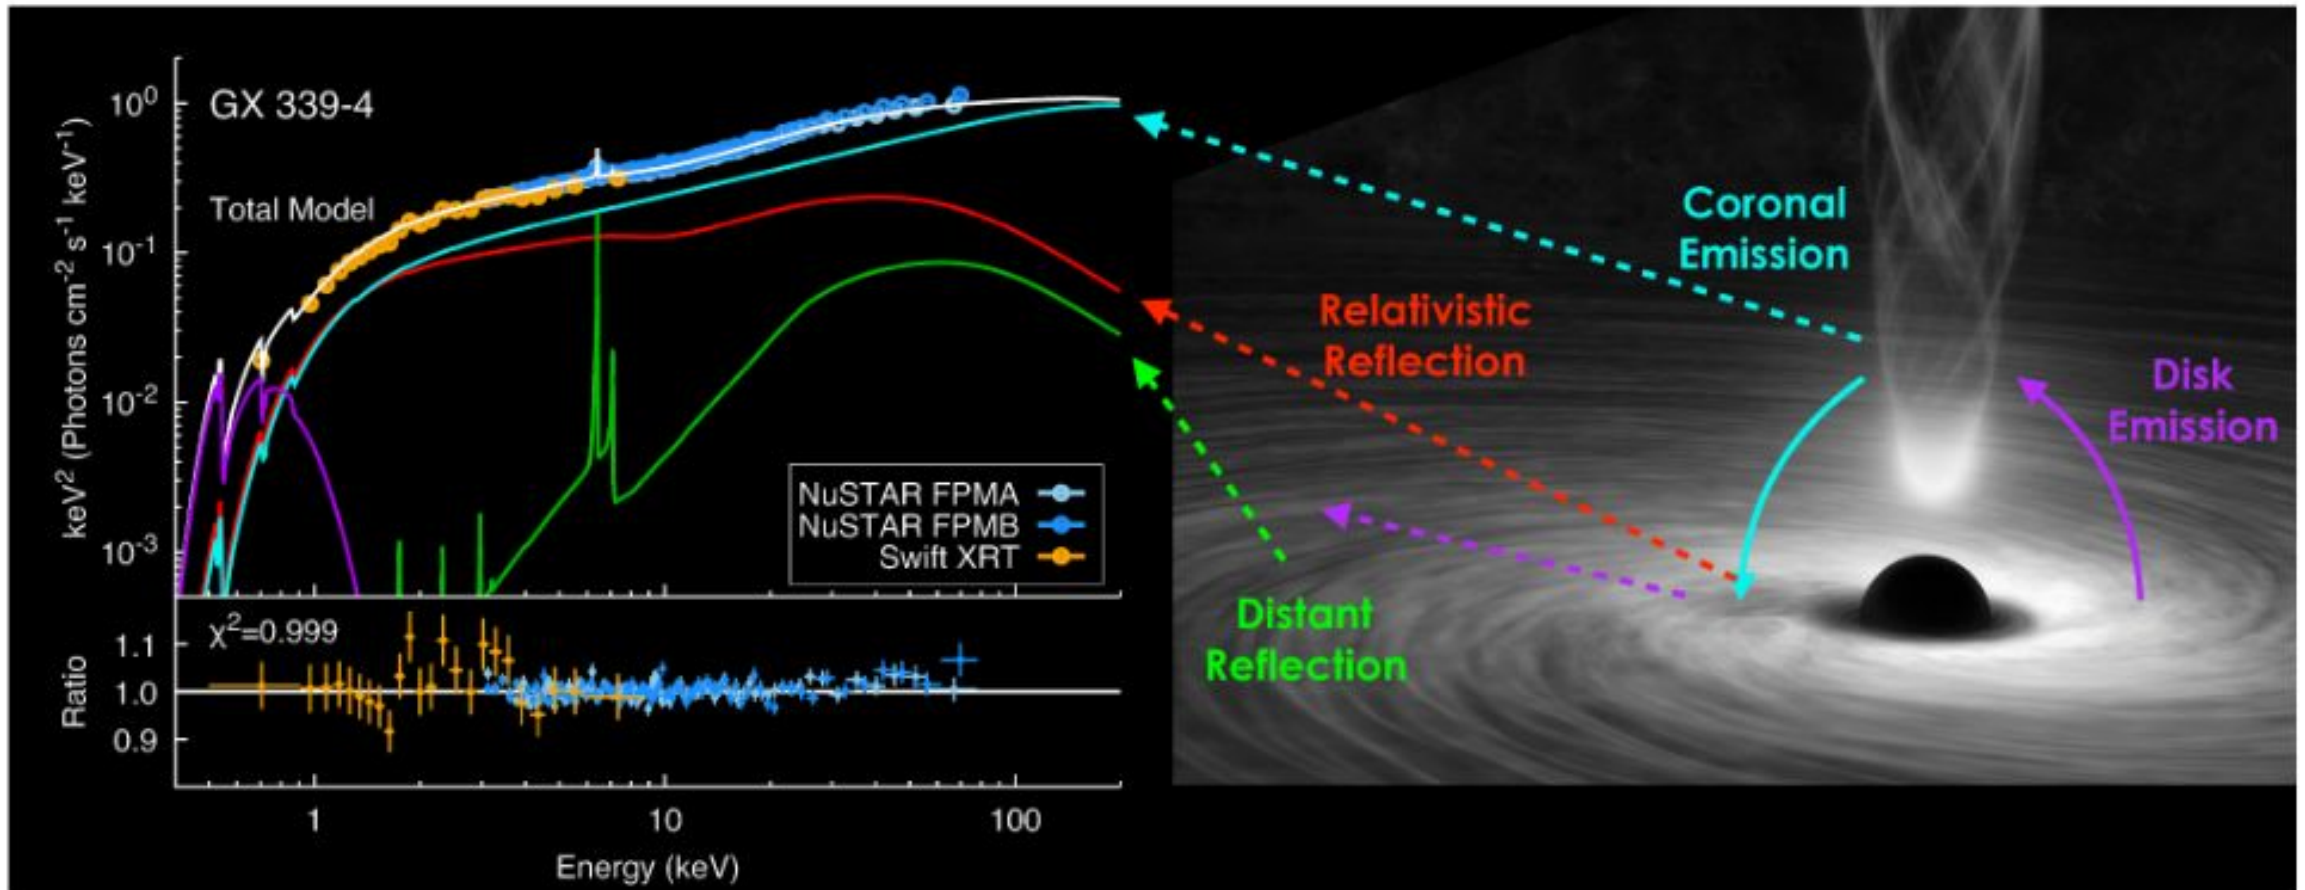 GX 339-4
Total Model
10⁰
10⁻¹
10⁻²
10⁻³
keV² (Photons cm⁻² s⁻¹ keV⁻¹)
NuSTAR FPMA
NuSTAR FPMB
Swift XRT
χ²=0.999
1.1
1.0
0.9
Ratio
1
10
100
Energy (keV)
Coronal
Emission
Relativistic
Reflection
Disk
Emission
Distant
Reflection